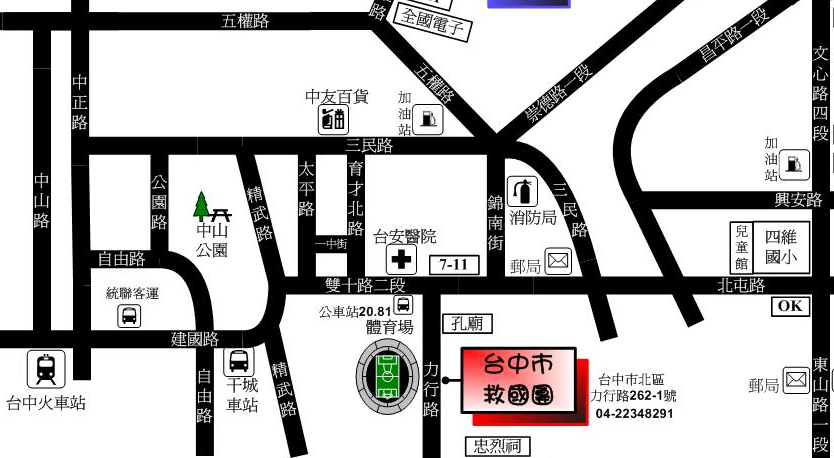 五權路
路
全國電子
五權路
崇德路一段
昌平路一段
文心路四段
中正路
中友百貨
加油站
三民路
加油站
中山路
公園路
中山
公園
精武路
太平路
育才北路
一中街
台安醫院
7-11
錦南街
消防局
三民路
郵局
興安路
兒童館
四維
國小
自由路
統聯客運
雙十路二段
北屯路
OK
公車站20.81
體育場
孔廟
建國路
台中火車站
自由路
干城
車站
精武路
力行路
台中市
救國團
台中市北區
力行路262-1號
04-22348291
郵局
東山路一段
忠烈祠